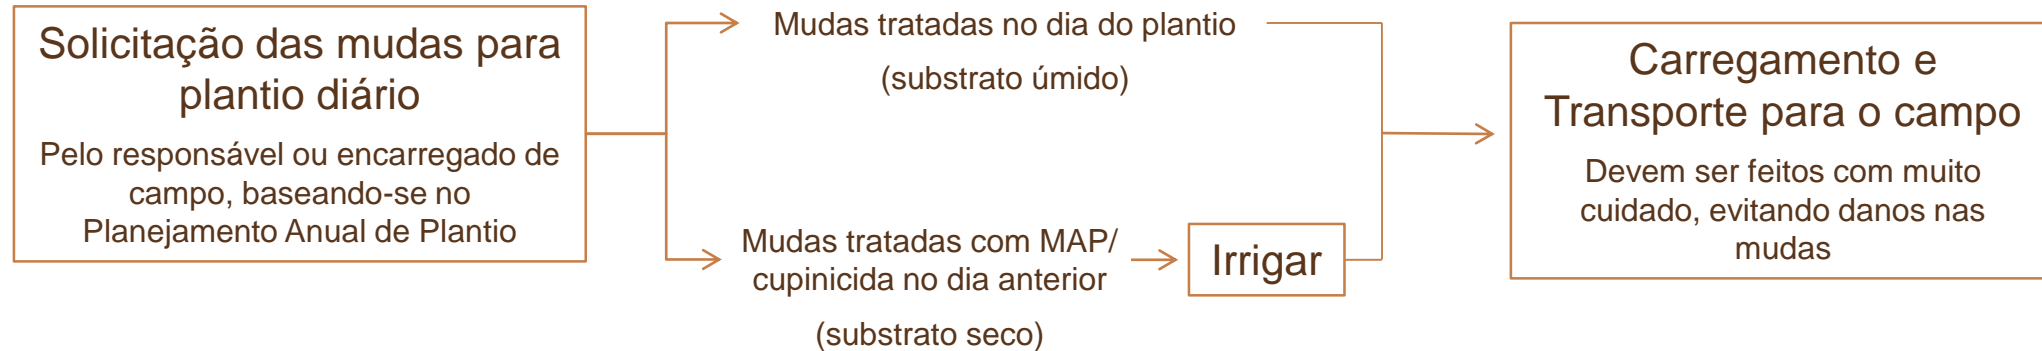 Solicitação das mudas para
plantio diário
Pelo responsável ou encarregado de
campo, baseando-se no
Planejamento Anual de Plantio
Mudas tratadas no dia do plantio
(substrato úmido)
Mudas tratadas com MAP/
cupinicida no dia anterior
(substrato seco)
Irrigar
Carregamento e
Transporte para o campo
Devem ser feitos com muito
cuidado, evitando danos nas
mudas